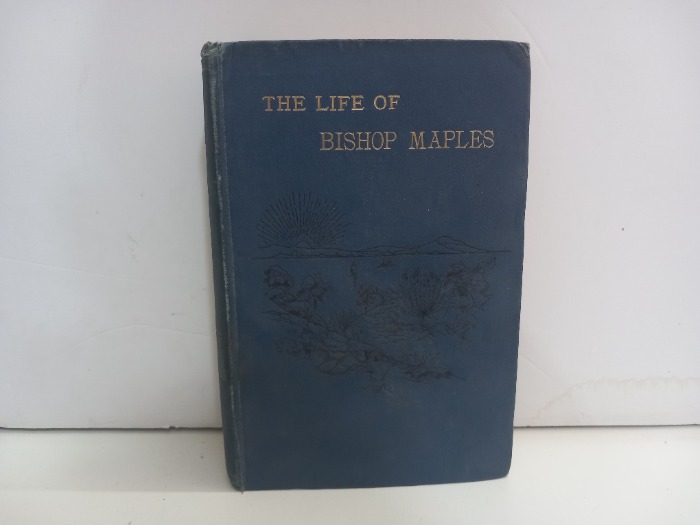 THE LIFE OF
BISHOP MAPLES